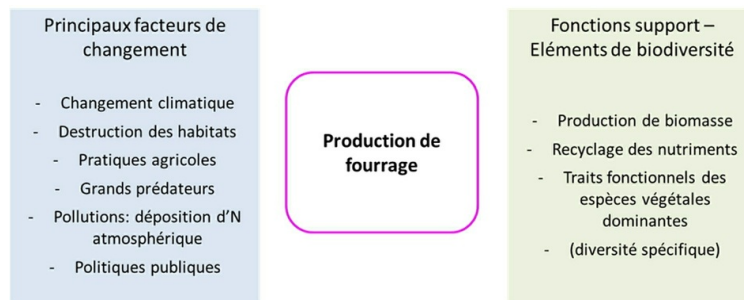 Principaux facteurs de
changement
- Changement climatique
- Destruction des habitats
- Pratiques agricoles
- Grands prédateurs
- Pollutions: déposition d’N
atmosphérique
- Politiques publiques
Production de
fourrage
Fonctions support –
Eléments de biodiversité
- Production de biomasse
- Recyclage des nutriments
- Traits fonctionnels des
espèces végétales
dominantes
- (diversité spécifique)